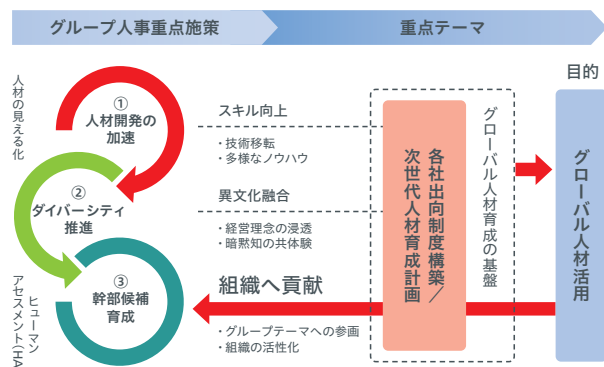 グループ人事重点施策
重点テーマ
目的
人材の見える化
①
人材開発の
加速
②
ダイバーシティ
推進
③
幹部候補
育成
ヒューマン
アセスメント(HA
スキル向上
・技術移転
・多様なノウハウ
異文化融合
・経営理念の浸透
・暗黙知の共体験
組織へ貢献
・グループテーマへの参画
・組織の活性化
各社出向制度構築／
次世代人材育成計画
グローバル人材育成の基盤
グローバル人材活用